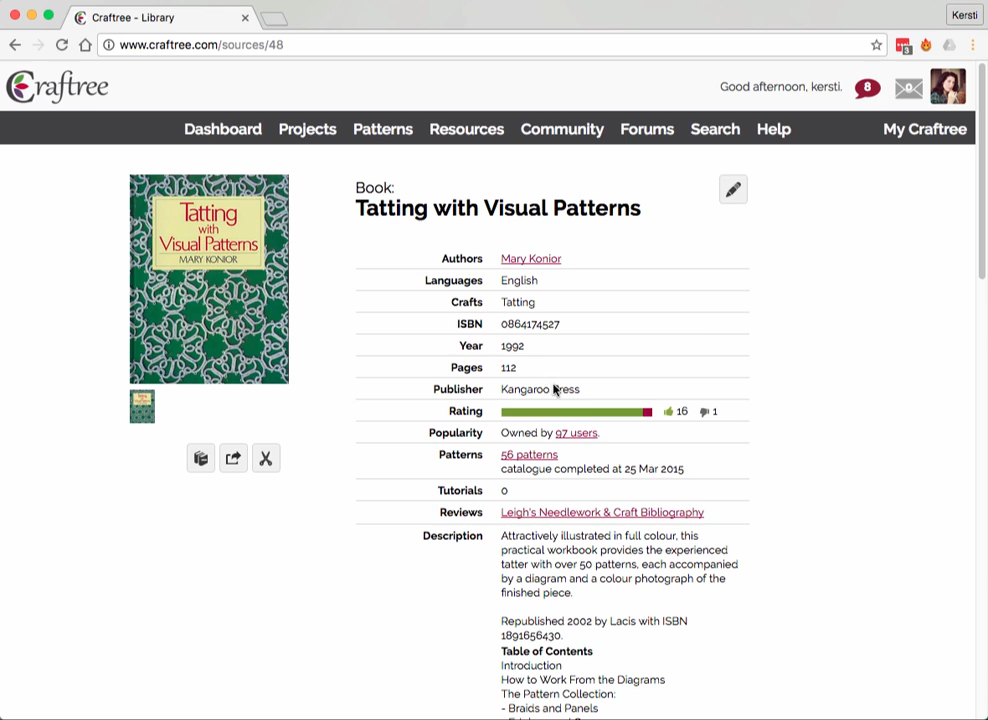 Craftree - Library
Kersti
www.craftree.com/sources/48
3
Craftree
Good afternoon, kersti.
8
0
Dashboard Projects Patterns Resources Community Forums Search Help My Craftree
Tatting
with
Visual Patterns
MARY KONIOR
Book:
Tatting with Visual Patterns
Authors Mary Konior
Languages English
Crafts Tatting
ISBN 0864174527
Year 1992
Pages 112
Publisher Kangaroo Press
Rating 16 1
Popularity Owned by 97 users.
Patterns 56 patterns
catalogue completed at 25 Mar 2015
Tutorials 0
Reviews Leigh's Needlework & Craft Bibliography
Description Attractively illustrated in full colour, this
practical workbook provides the experienced
tatter with over 50 patterns, each accompanied
by a diagram and a colour photograph of the
finished piece.
Republished 2002 by Lacis with ISBN
1891656430.
Table of Contents
Introduction
How to Work From the Diagrams
The Pattern Collection:
- Braids and Panels